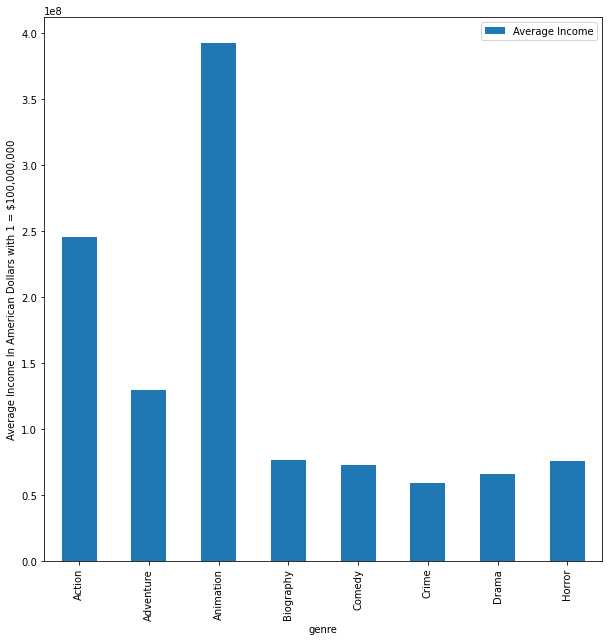 1e8
Average Income
4.0
3.5
3.0
2.5
2.0
1.5
1.0
0.5
0.0
Average Income In American Dollars with 1 = $100,000,000
Action
Adventure
Animation
Biography
Comedy
Crime
Drama
Horror
genre